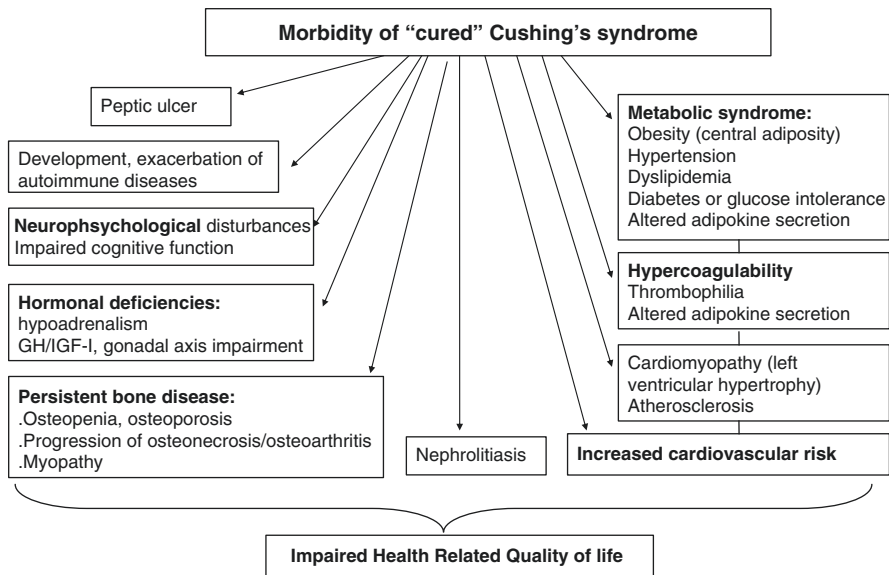 Morbidity of “cured” Cushing’s syndrome
Peptic ulcer
Development, exacerbation of
autoimmune diseases
Neurophsychological disturbances
Impaired cognitive function
Hormonal deficiencies:
hypoadrenalism
GH/IGF-I, gonadal axis impairment
Persistent bone disease:
.Osteopenia, osteoporosis
.Progression of osteonecrosis/osteoarthritis
.Myopathy
Nephrolitiasis
Metabolic syndrome:
Obesity (central adiposity)
Hypertension
Dyslipidemia
Diabetes or glucose intolerance
Altered adipokine secretion
Hypercoagulability
Thrombophilia
Altered adipokine secretion
Cardiomyopathy (left
ventricular hypertrophy)
Atherosclerosis
Increased cardiovascular risk
Impaired Health Related Quality of life